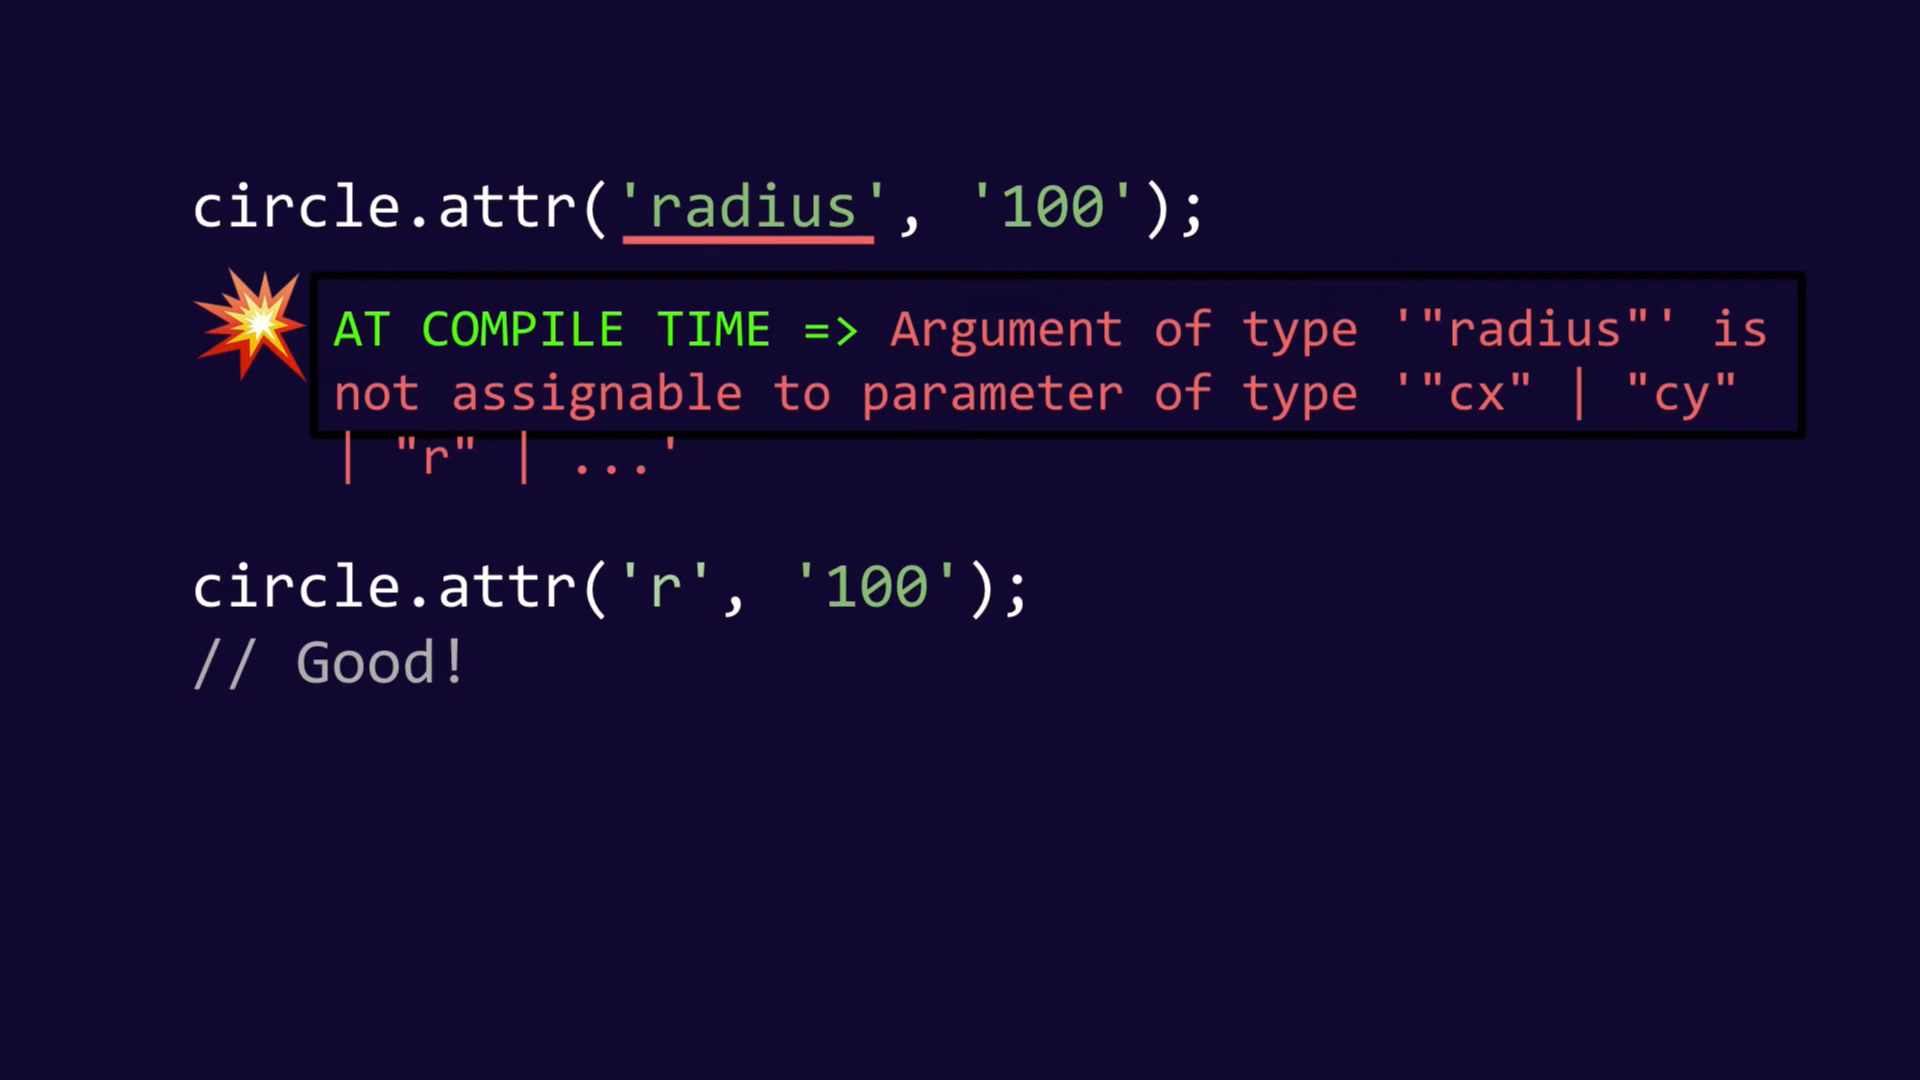 circle.attr('radius', '100');
AT COMPILE TIME => Argument of type '"radius"' is
not assignable to parameter of type '"cx" | "cy"
| "r" | ...'
circle.attr('r', '100');
// Good!